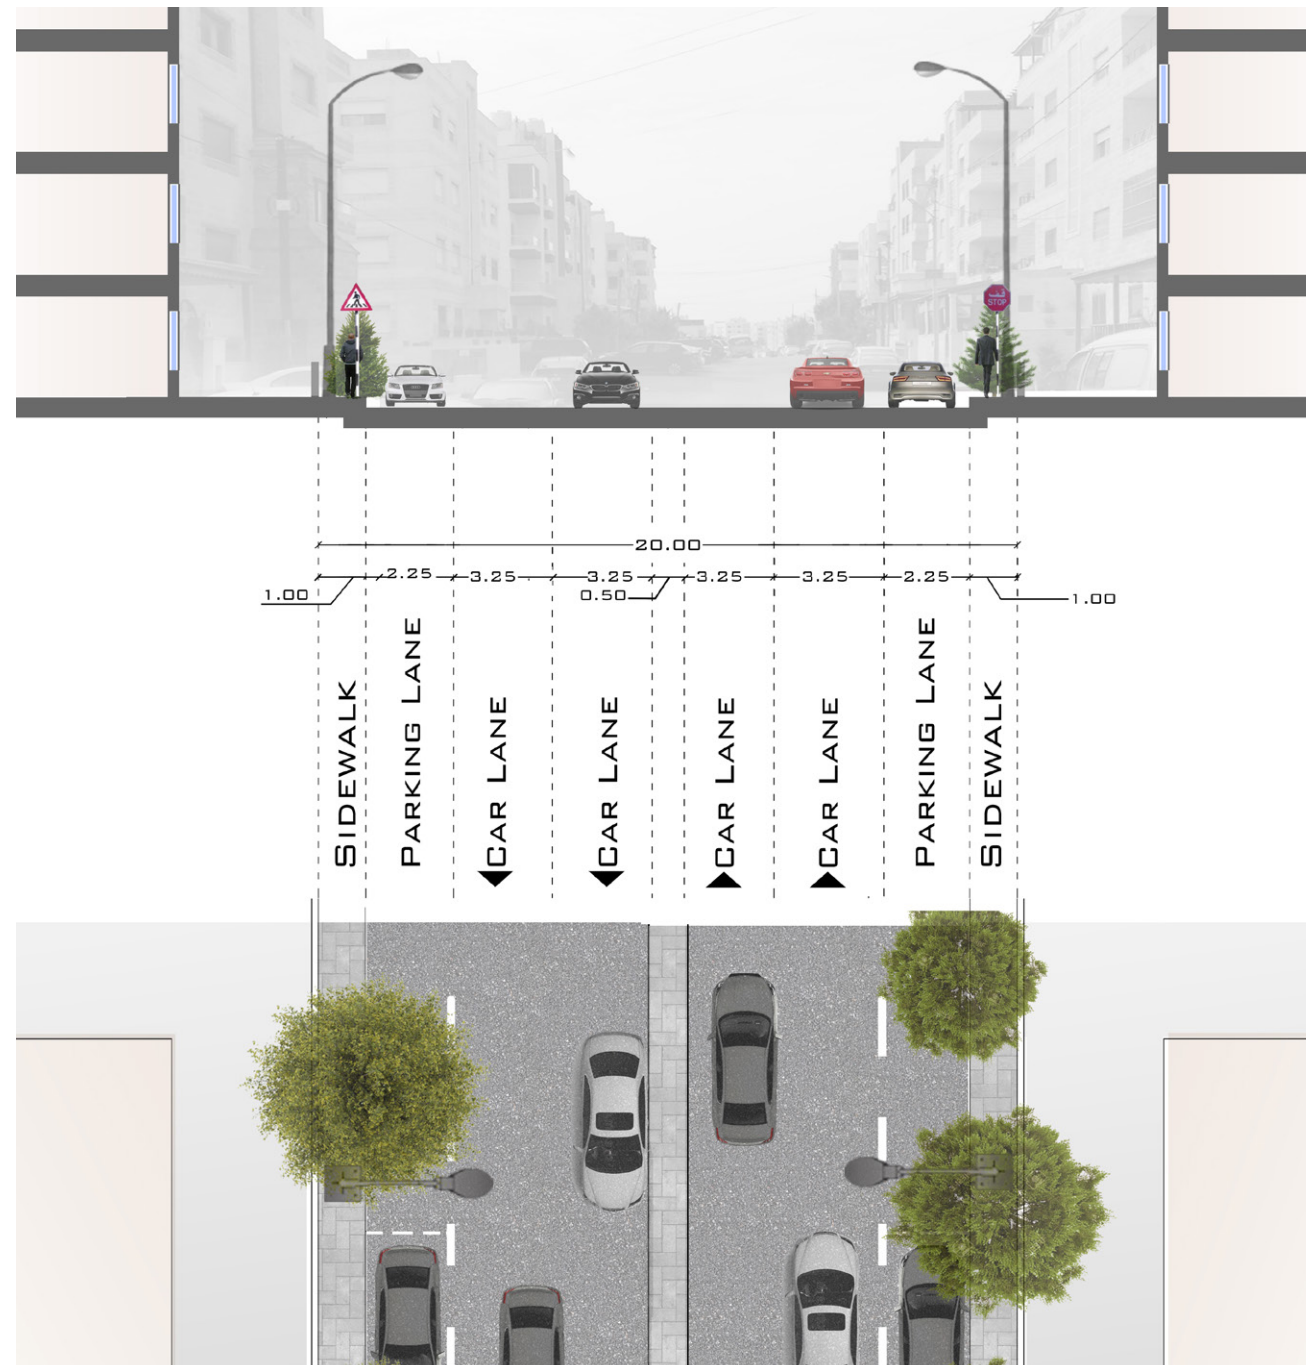 قف
STOP
20.00
2.25
3.25
3.25
3.25
3.25
2.25
1.00
0.50
1.00
SIDEWALK
PARKING LANE
CAR LANE
CAR LANE
CAR LANE
CAR LANE
PARKING LANE
SIDEWALK